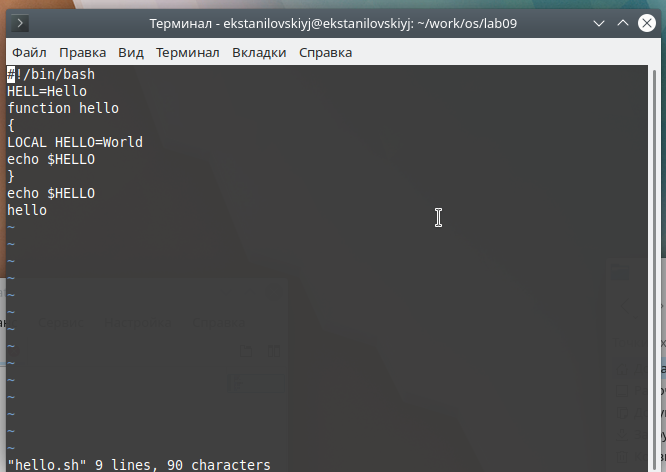 Терминал - ekstanilovskiyj@ekstanilovskiyj: ~/work/os/lab09
Файл Правка Вид Терминал Вкладки Справка
#!/bin/bash
HELL=Hello
function hello
{
LOCAL HELLO=World
echo $HELLO
}
echo $HELLO
hello
~
~
~
~
~
~
~
~
~
~
~
~
~
~
"hello.sh" 9 lines, 90 characters